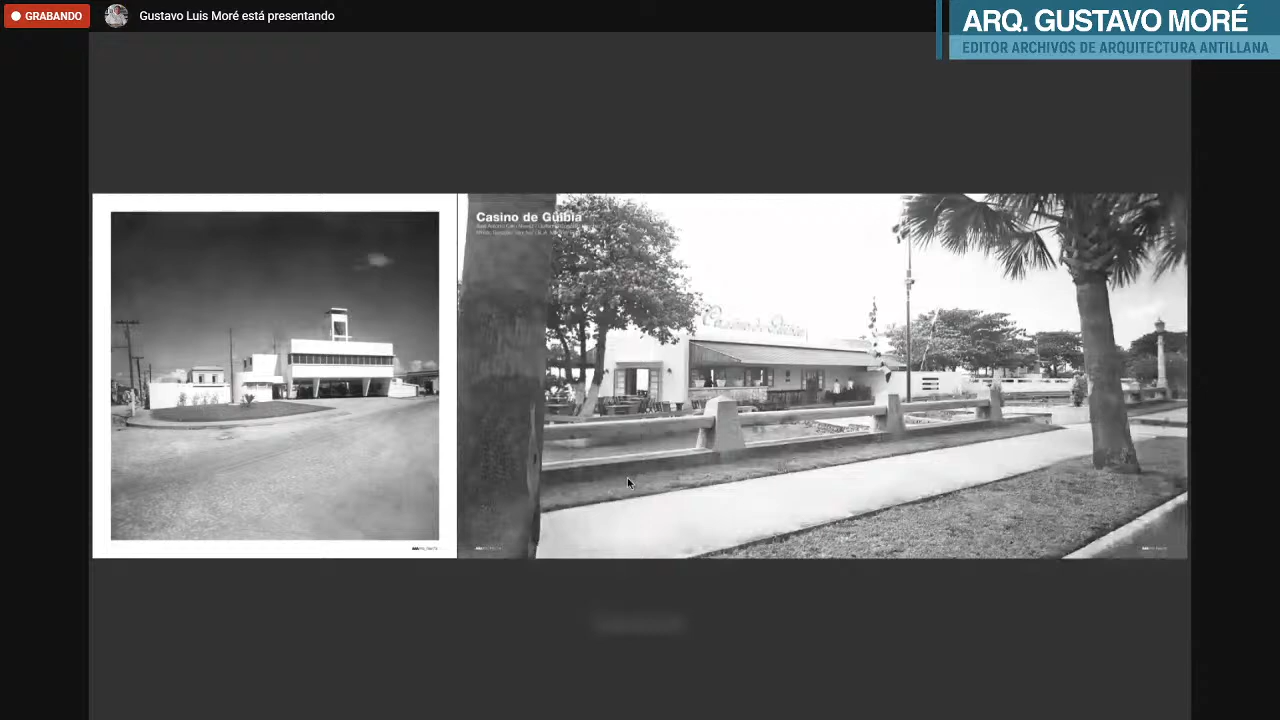 GRABANDO
Gustavo Luis Moré está presentando
ARQ. GUSTAVO MORÉ
EDITOR ARCHIVOS DE ARQUITECTURA ANTILLANA
Casino de Güibia